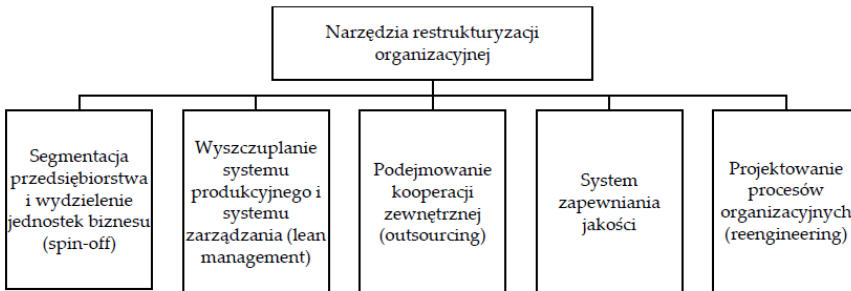 Narzędzia restrukturyzacji
organizacyjnej
Segmentacja
przedsiębiorstwa
i wydzielenie
jednostek biznesu
(spin-off)
Wyszczuplanie
systemu
produkcyjnego i
systemu
zarządzania (lean
management)
Podejmowanie
kooperacji
zewnętrznej
(outsourcing)
System
zapewniania
jakości
Projektowanie
procesów
organizacyjnych
(reengineering)